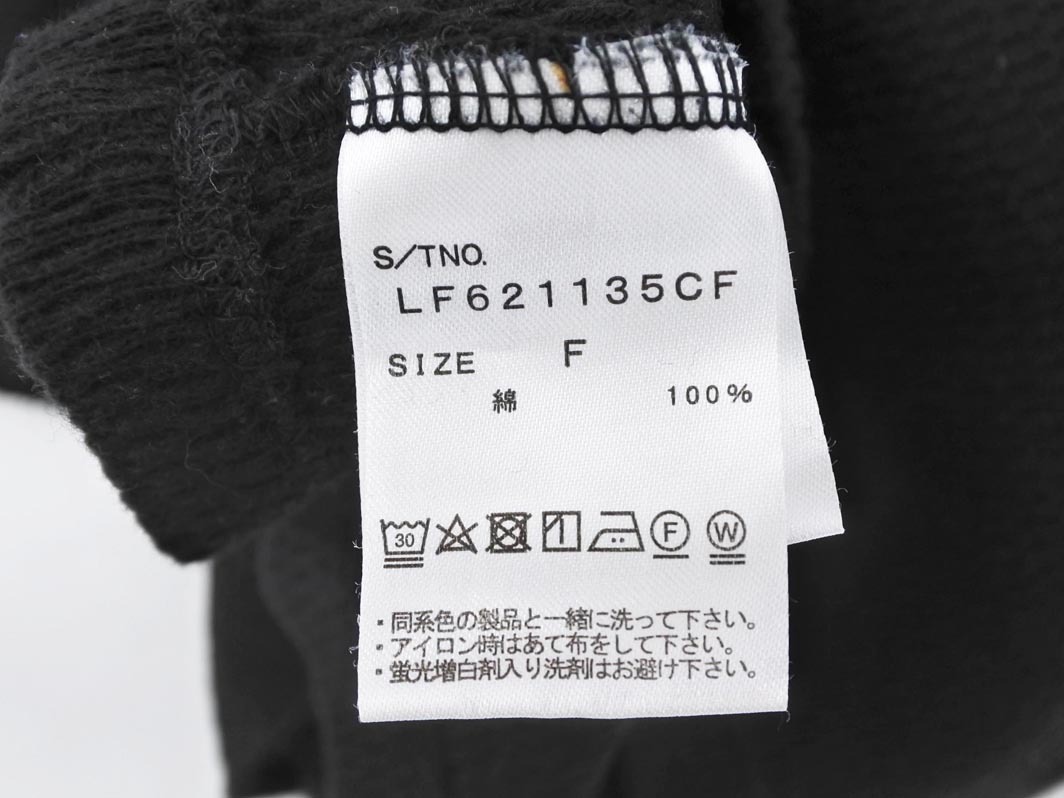 S/TNO.
LF621135CF
SIZE F
綿 100%
30 1 F W
・同系色の製品と一緒に洗って下さい。
・アイロン時はあて布をして下さい。
・蛍光増白剤入り洗剤はお避け下さい。